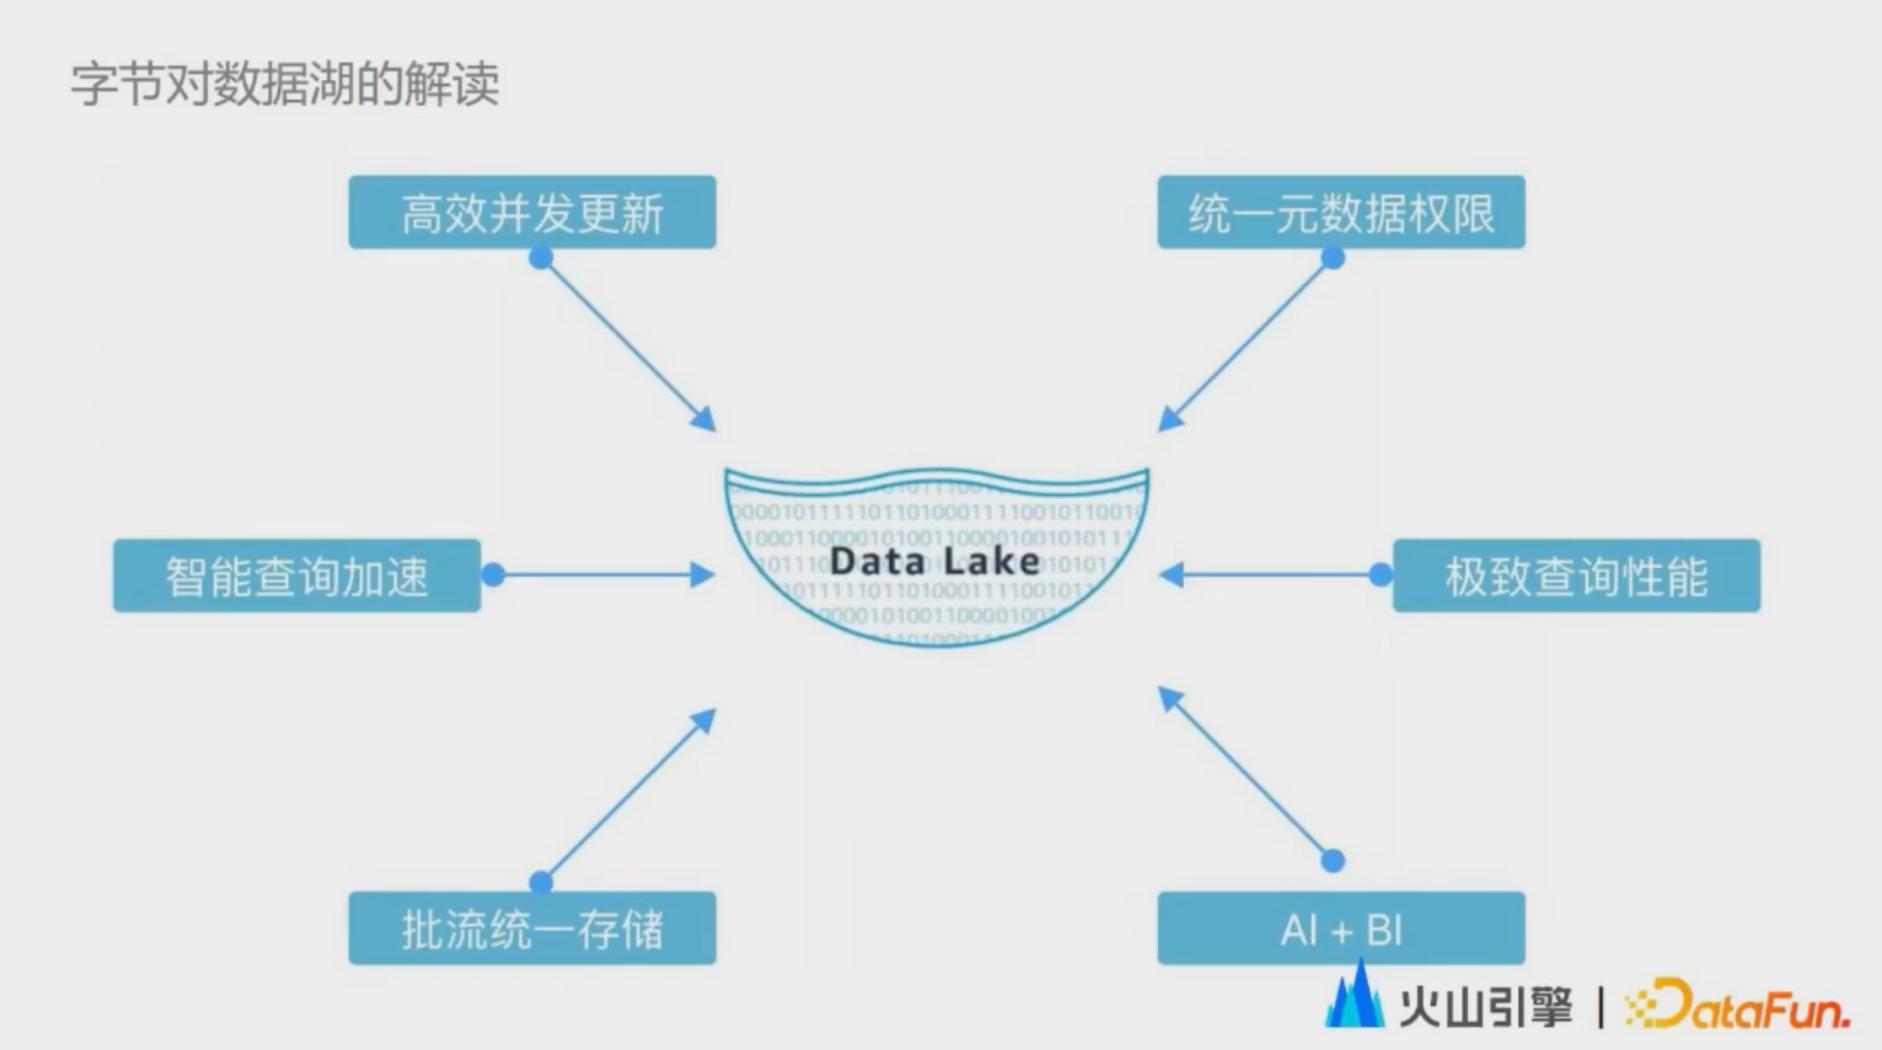 字节对数据湖的解读
高效并发更新
统一元数据权限
Data Lake
智能查询加速
极致查询性能
批流统一存储
AI + BI
火山引擎 | DataFun.